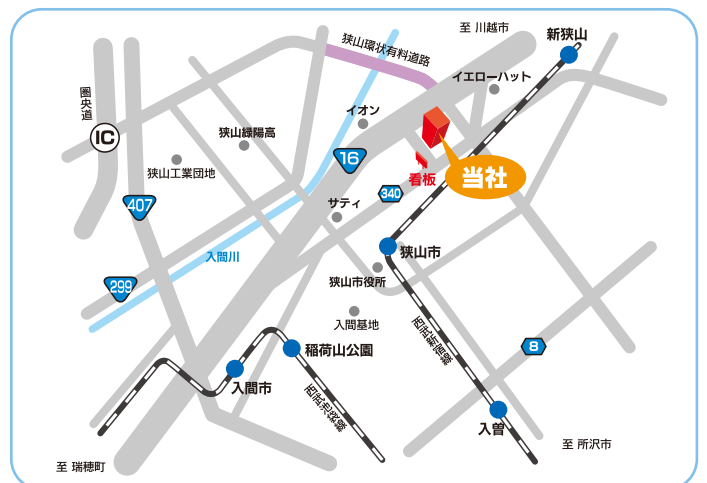 至 川越市
新狭山
狭山環状有料道路
イエローハット
圏央道
イオン
IC
狭山緑陽高
狭山工業団地
16
当社
看板
340
407
サティ
狭山市
入間川
299
狭山市役所
入間基地
西武新宿線
8
稲荷山公園
入間市
西武池袋線
入曽
至 所沢市
至 瑞穂町